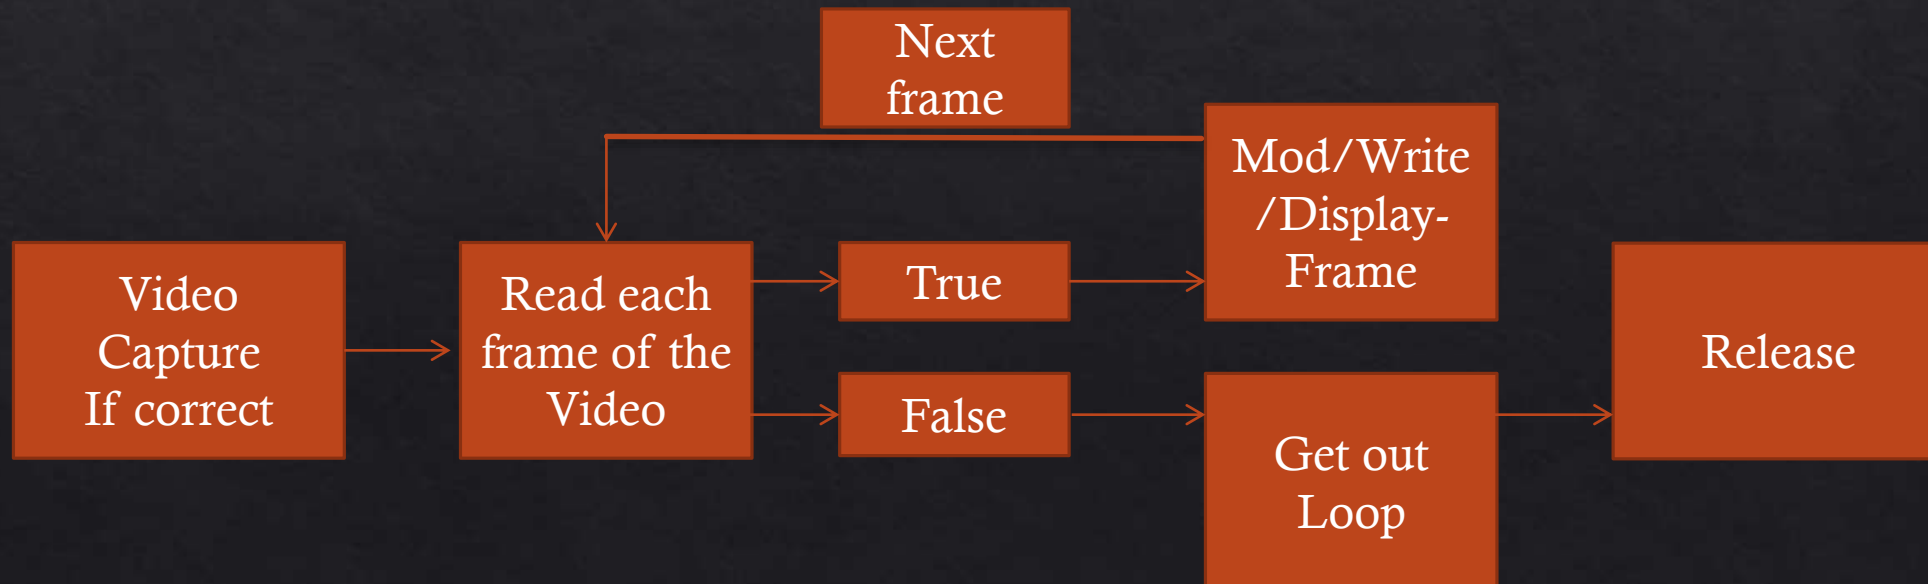 Next
frame
Video
Capture
If correct
Read each
frame of the
Video
True
False
Mod/Write
/Display-
Frame
Get out
Loop
Release